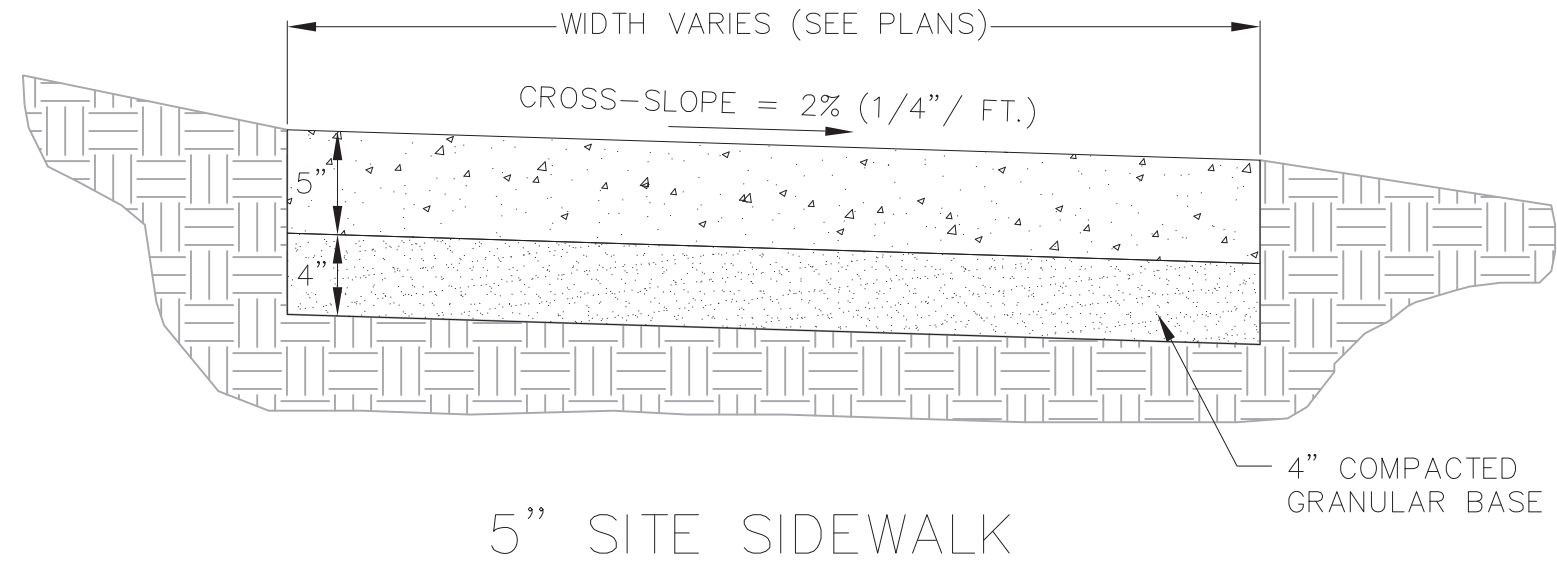 WIDTH VARIES (SEE PLANS)
CROSS-SLOPE = 2% (1/4”/ FT.)
5”
4”
4” COMPACTED
GRANULAR BASE
5” SITE SIDEWALK